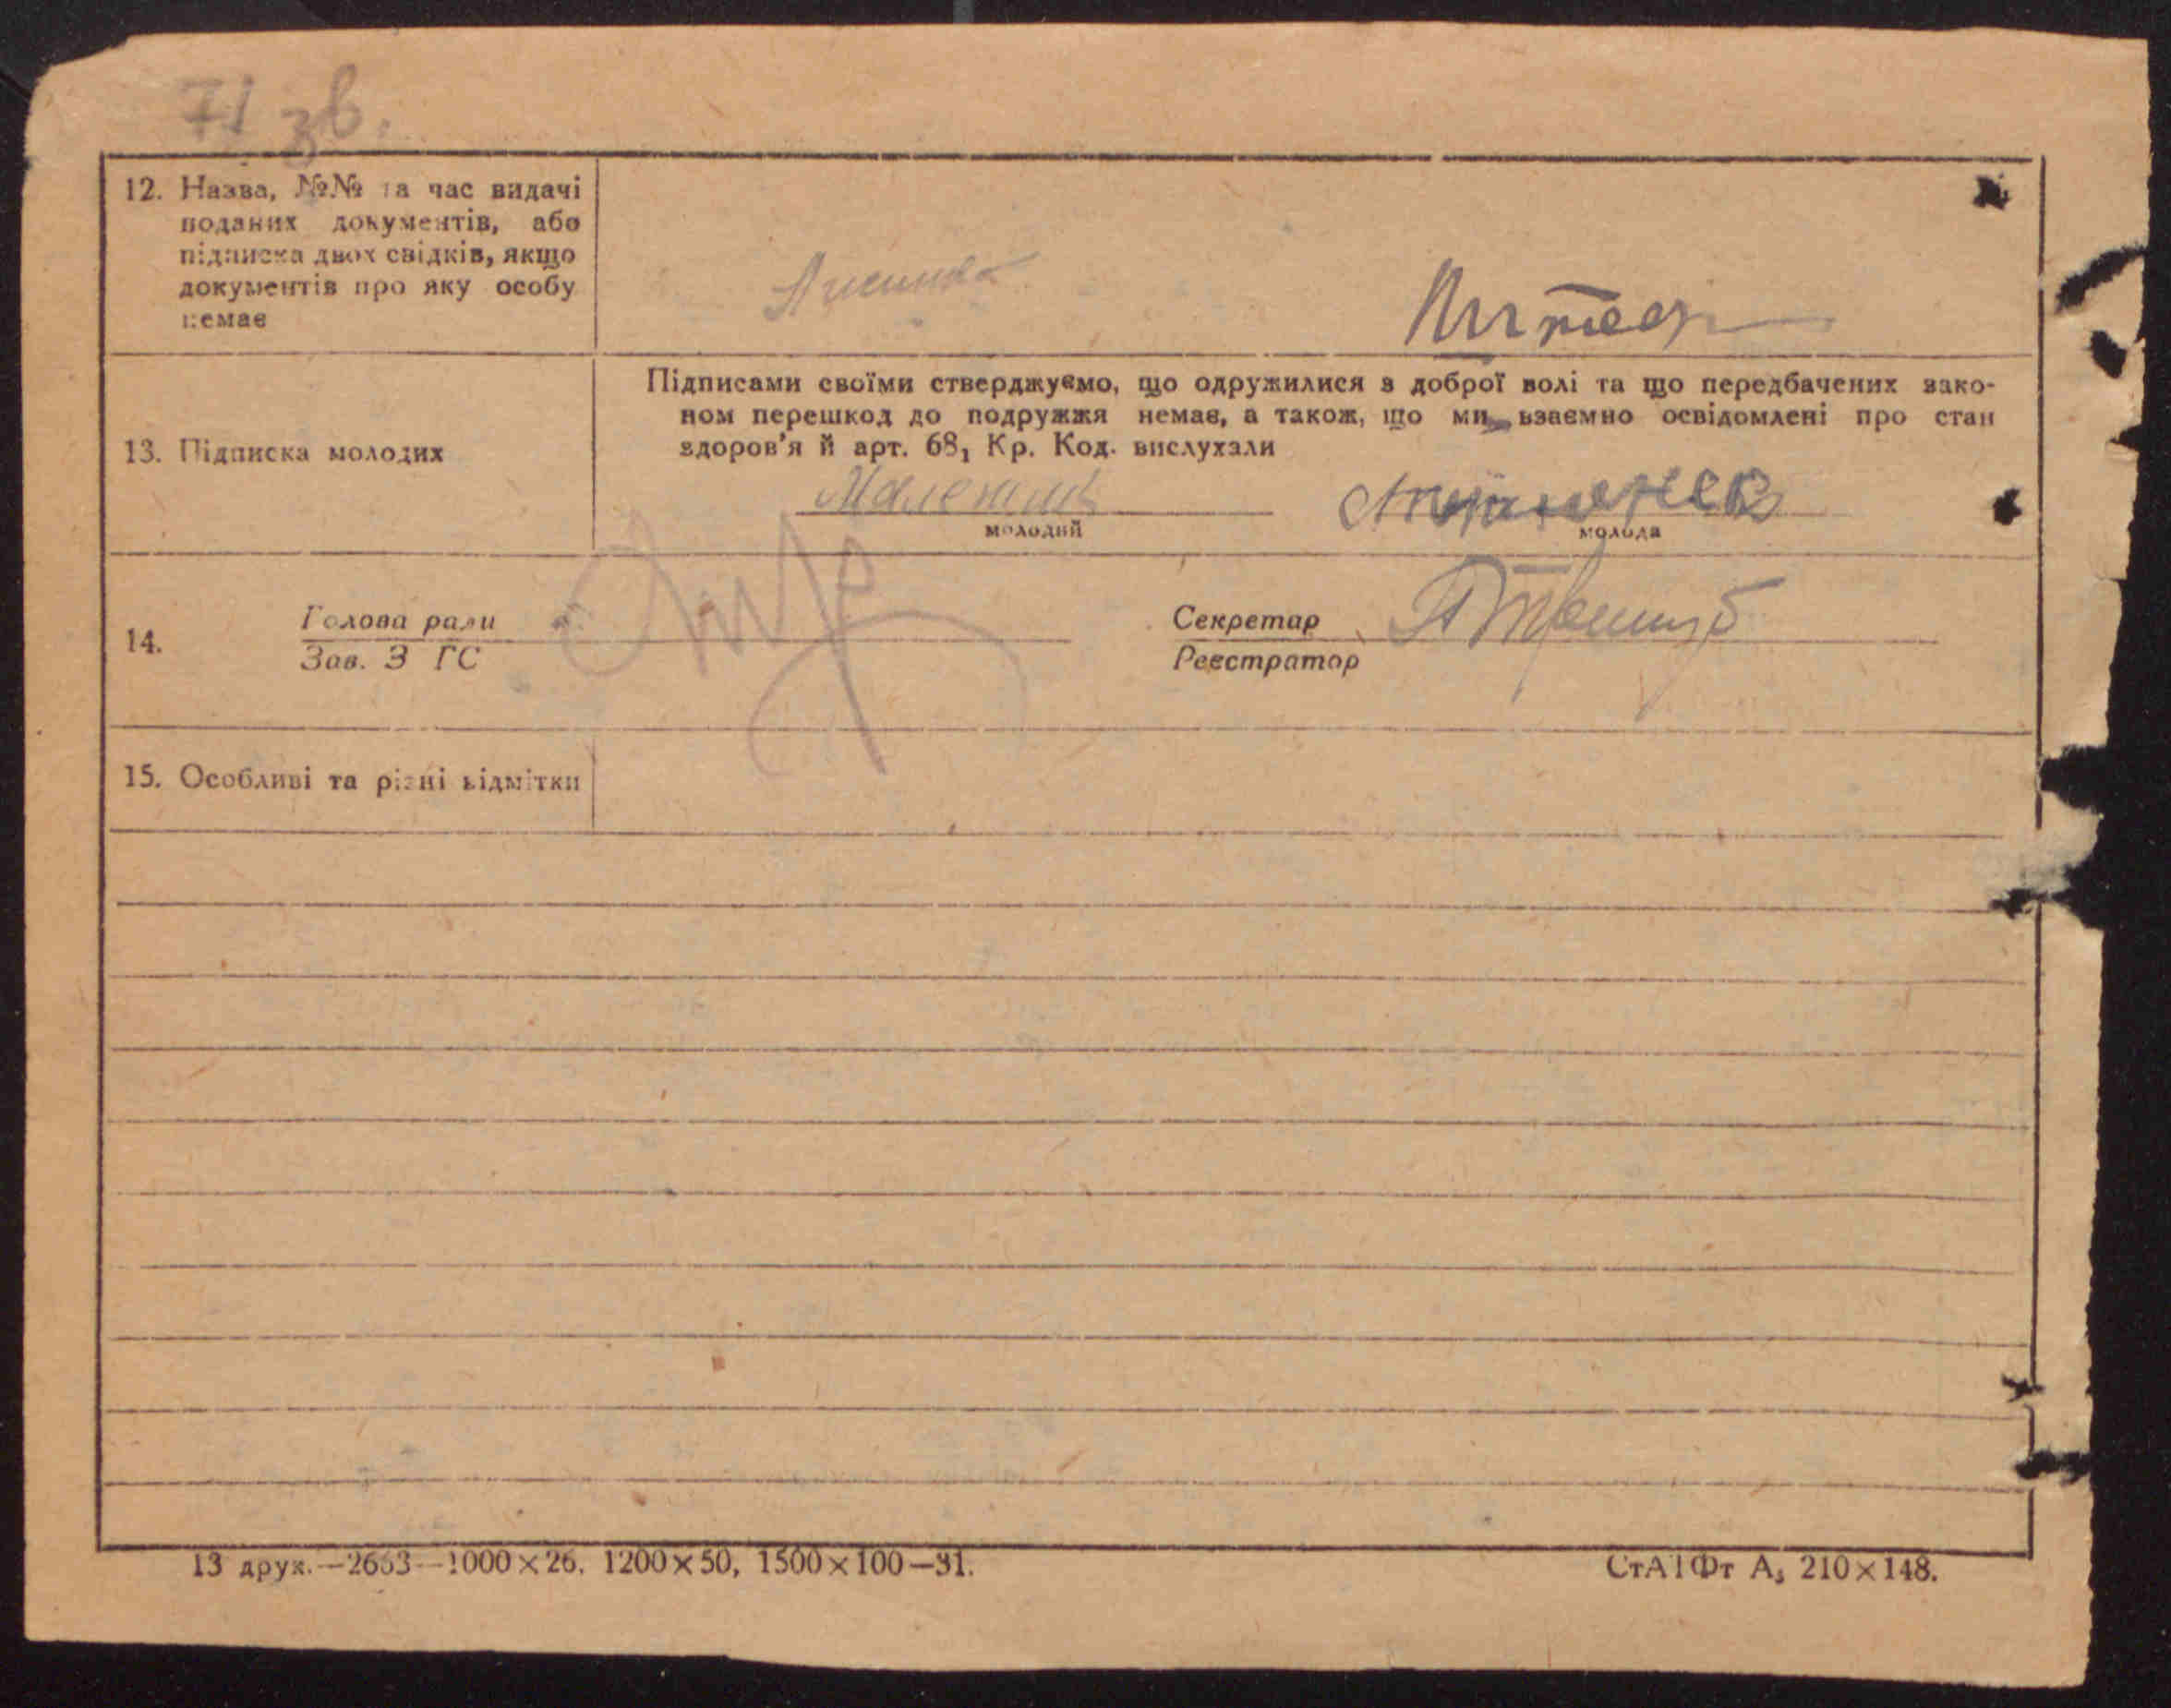 71 зв.
12. Назва, №№ та час видачі
поданих документів, або
підписка двох свідків, якщо
документів про яку особу
немає
13. Підписка молодих
Підписами своїми стверджуємо, що одружилися з доброї волі та що передбачених зако-
ном перешкод до подружжя немає, а також, що ми взаємно освідомлені про стан
здоров'я й арт. 68₁ Кр. Код. вислухали
молодий
молода
14.
Голова ради
Зав. З ГС
Секретар
Реєстратор
15. Особливі та різні відмітки
13 друк.—2663—1000×26, 1200×50, 1500×100—31.
СтАТФт А₅ 210×148.